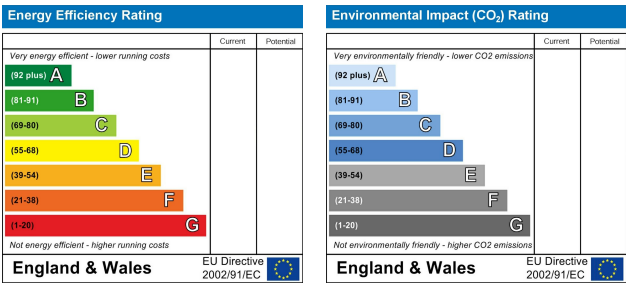 Energy Efficiency Rating
Current Potential
Very energy efficient - lower running costs
(92 plus) A
(81-91) B
(69-80) C
(55-68) D
(39-54) E
(21-38) F
(1-20) G
Not energy efficient - higher running costs
England & Wales
EU Directive
2002/91/EC
Environmental Impact (CO₂) Rating
Current Potential
Very environmentally friendly - lower CO2 emissions
(92 plus) A
(81-91) B
(69-80) C
(55-68) D
(39-54) E
(21-38) F
(1-20) G
Not environmentally friendly - higher CO2 emissions
England & Wales
EU Directive
2002/91/EC